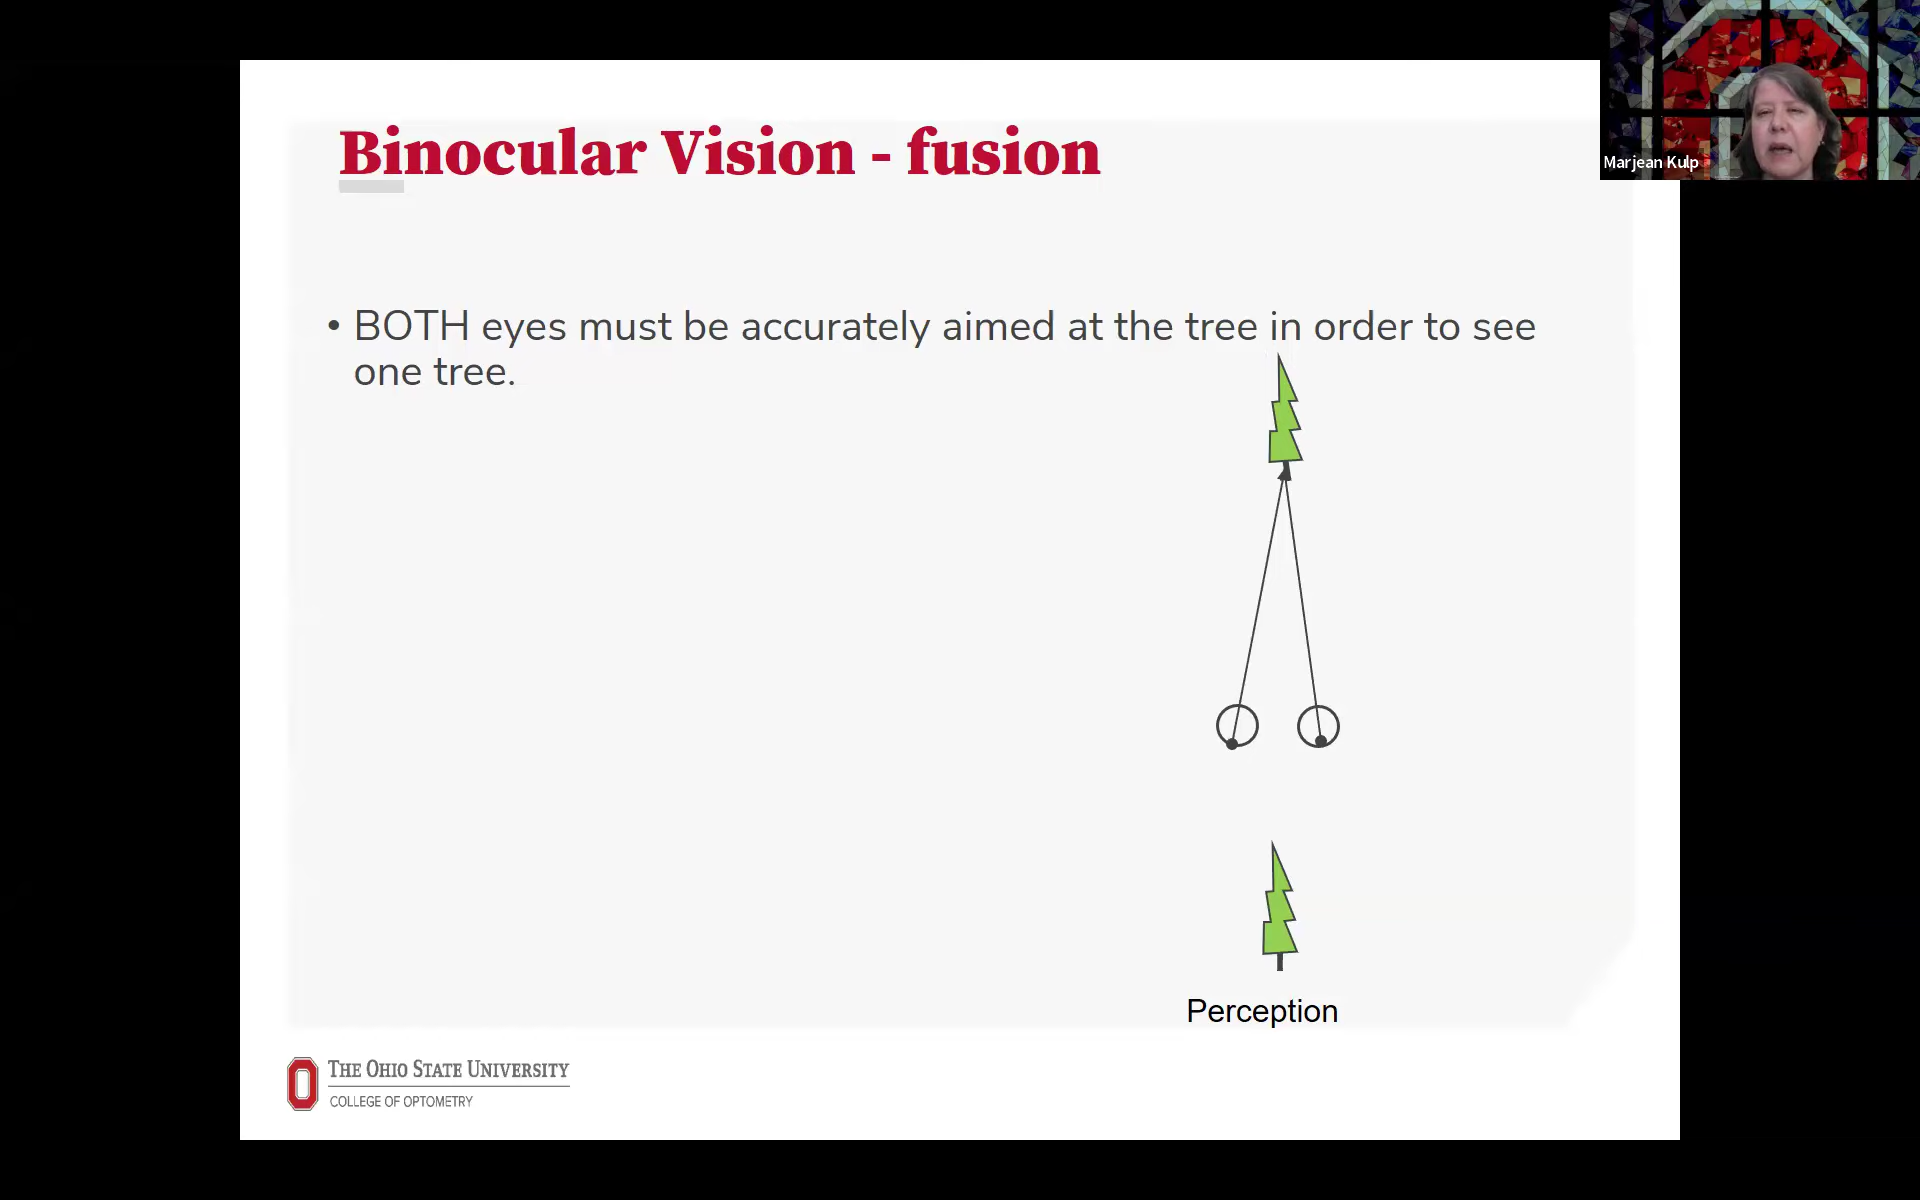 Binocular Vision - fusion
Marjean Kulp
• BOTH eyes must be accurately aimed at the tree in order to see
one tree.
Perception
THE OHIO STATE UNIVERSITY
COLLEGE OF OPTOMETRY